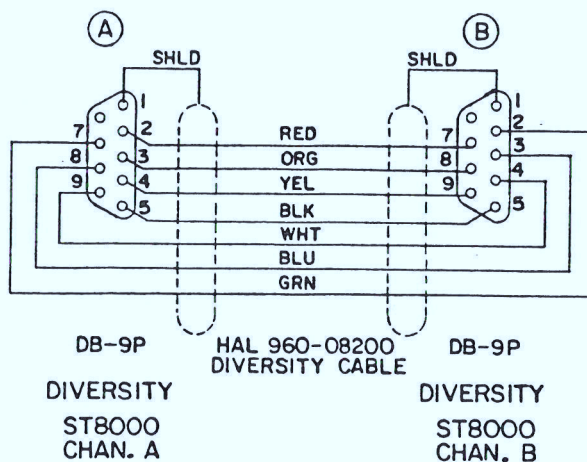 A
B
SHLD
SHLD
1
2
3
4
5
7
8
9
1
2
3
4
5
7
8
9
RED
ORG
YEL
BLK
WHT
BLU
GRN
DB-9P
HAL 960-08200
DIVERSITY CABLE
DB-9P
DIVERSITY
ST8000
CHAN. A
DIVERSITY
ST8000
CHAN. B